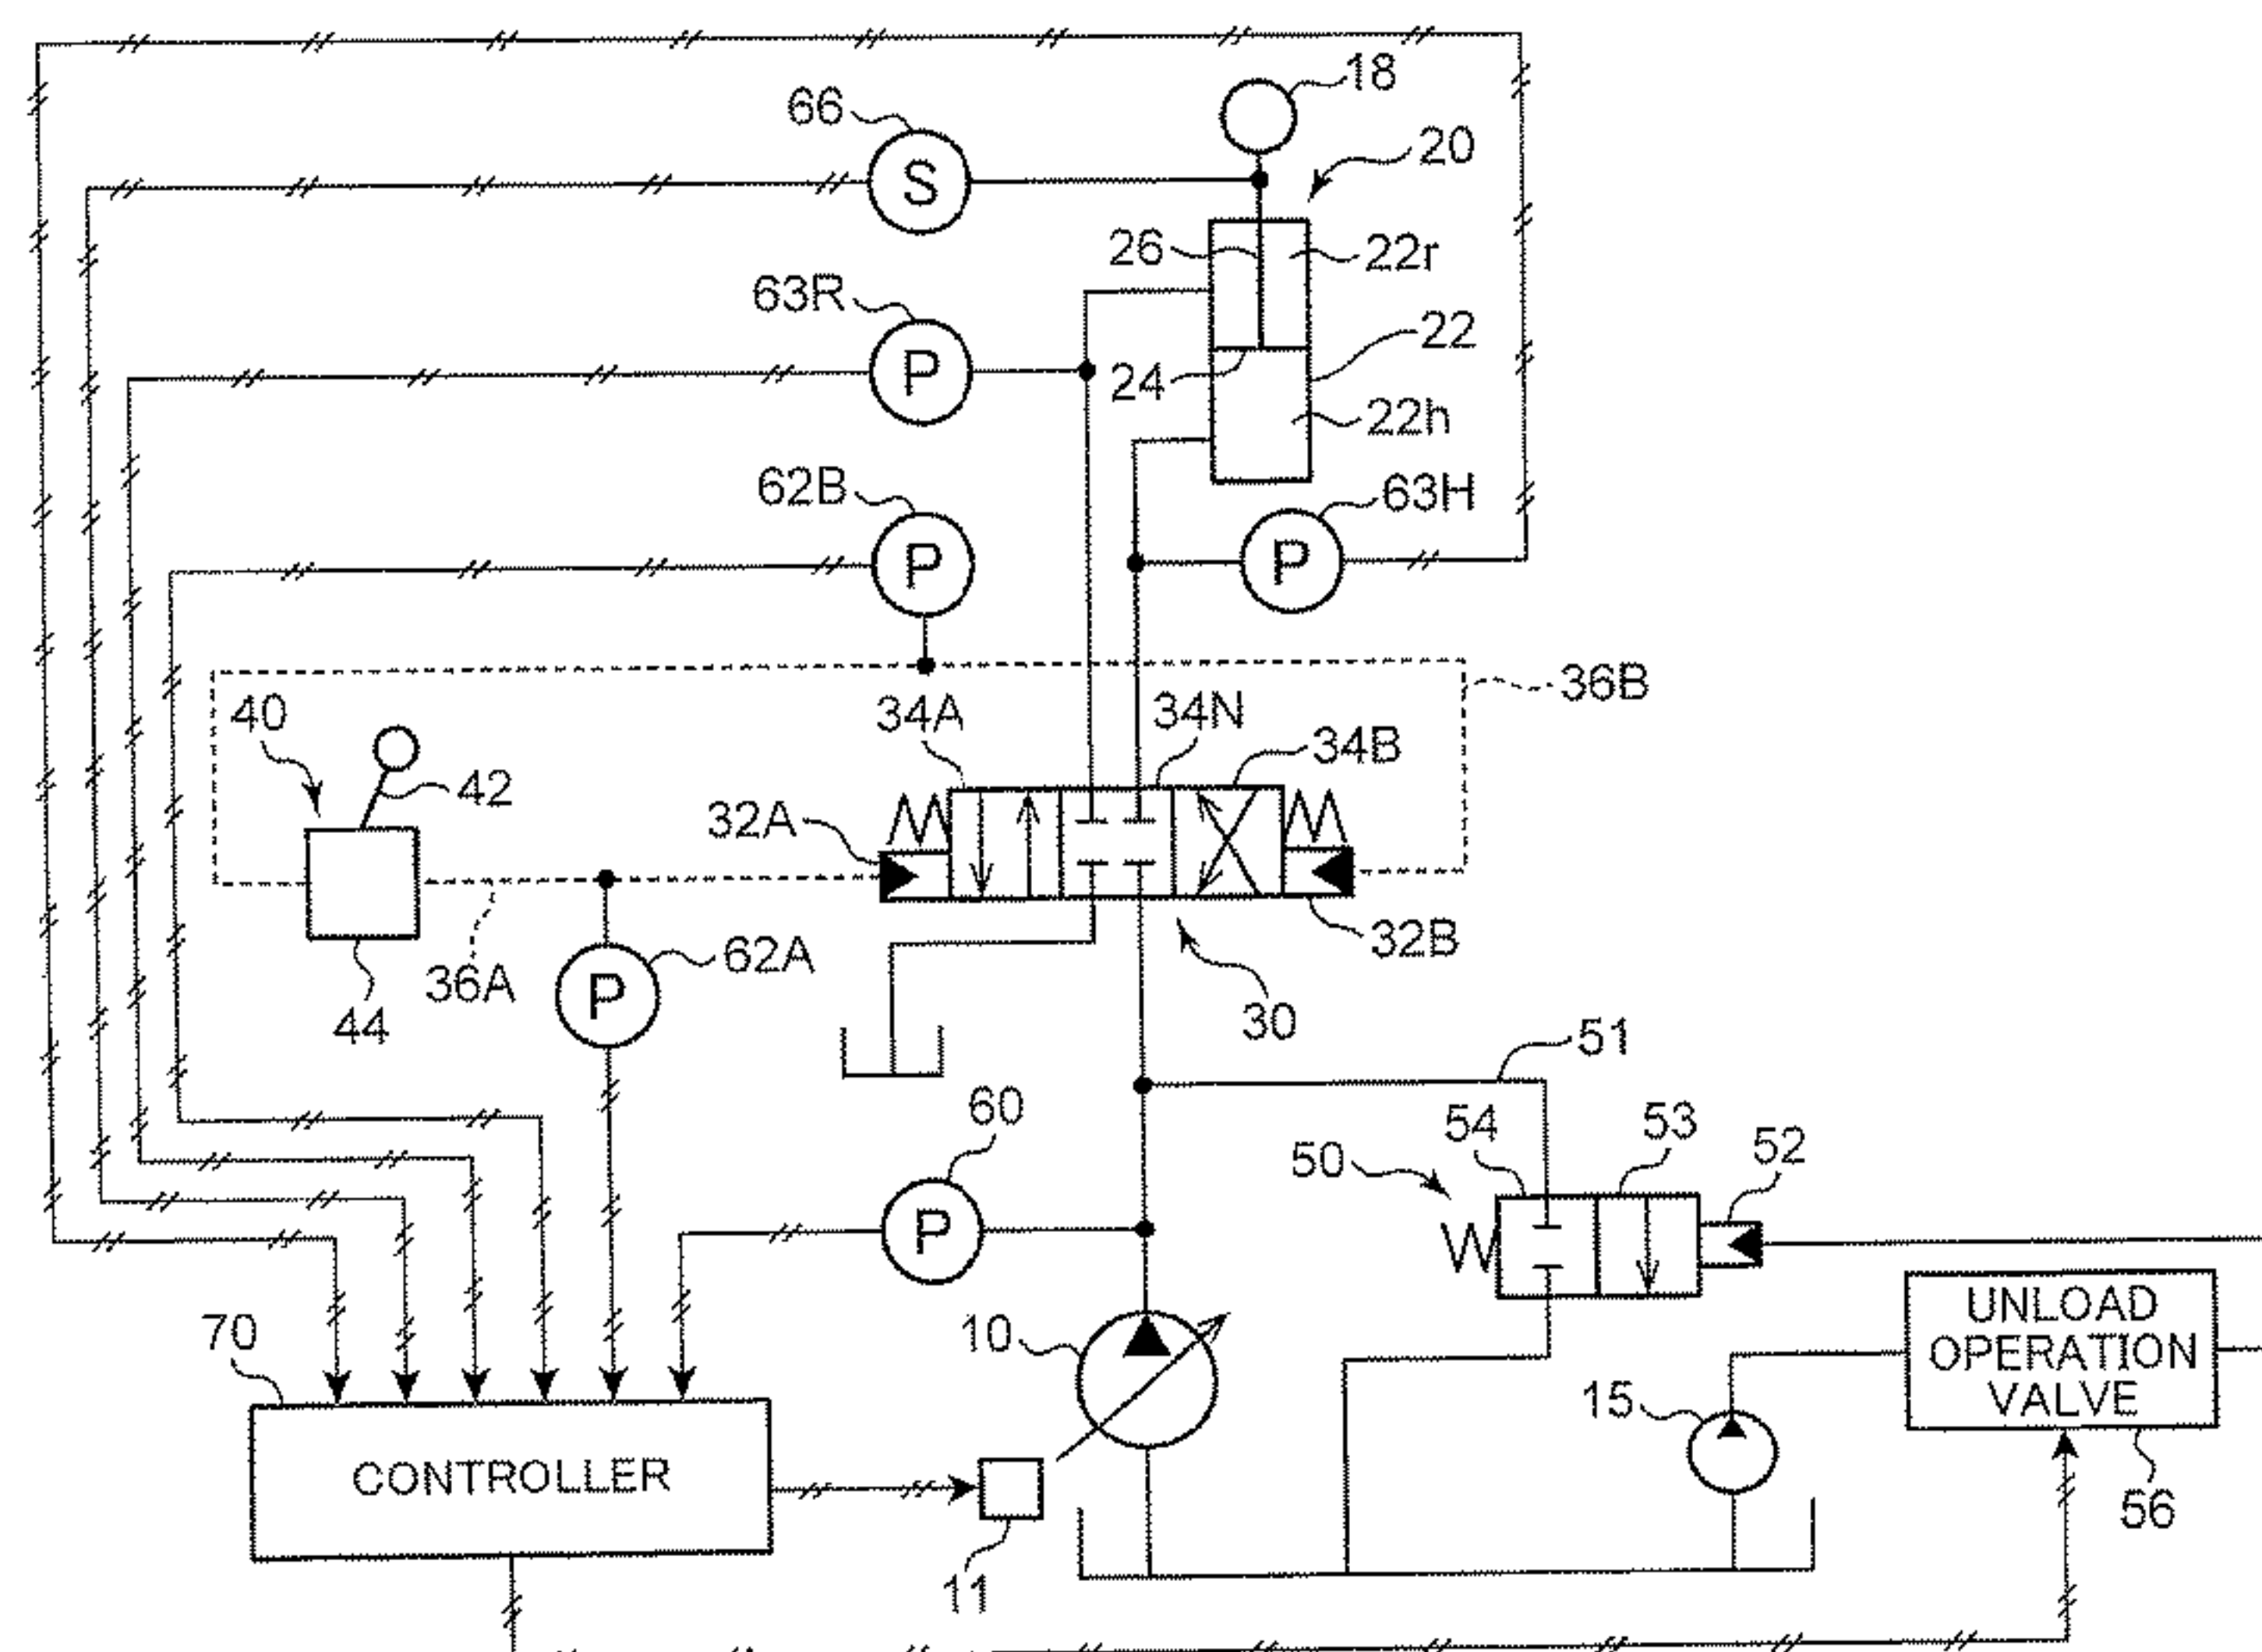 18
66
20
S
26
22r
63R
22
P
24
22h
62B
63H
P
P
36B
34A
34N
40
34B
42
32A
32B
62A
36A
P
30
44
51
60
54
53
52
50
P
UNLOAD
OPERATION
VALVE
70
10
15
CONTROLLER
56
11